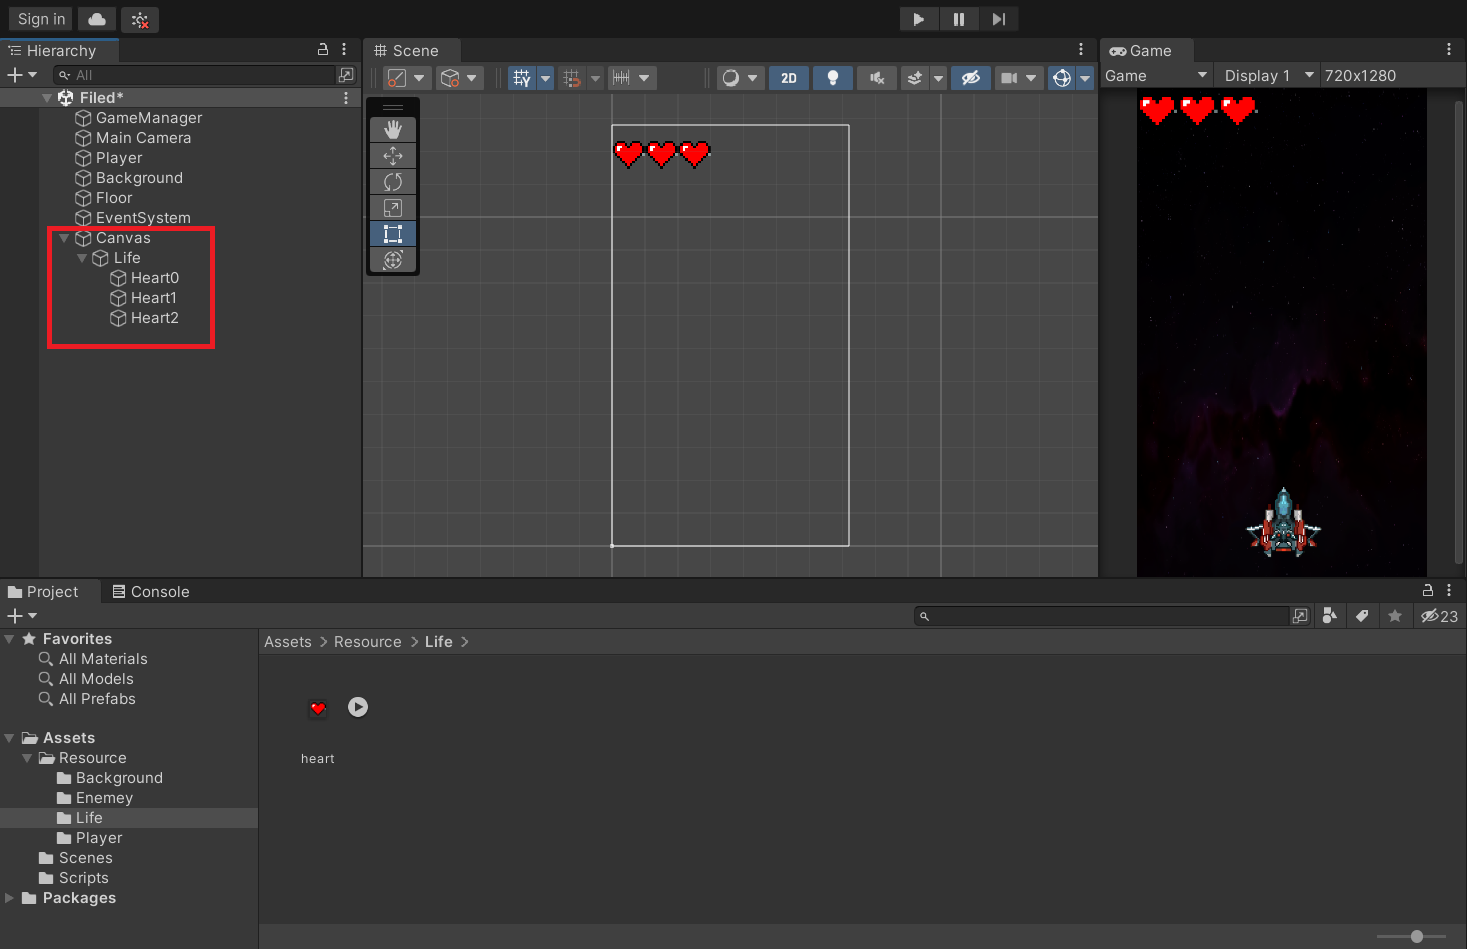 Sign in
Hierarchy
All
Filed*
GameManager
Main Camera
Player
Background
Floor
EventSystem
Canvas
Life
Heart0
Heart1
Heart2
Scene
2D
Game
Game
Display 1
720x1280
Project
Console
23
Favorites
All Materials
All Models
All Prefabs
Assets
Resource
Background
Enemey
Life
Player
Scenes
Scripts
Packages
Assets > Resource > Life >
heart